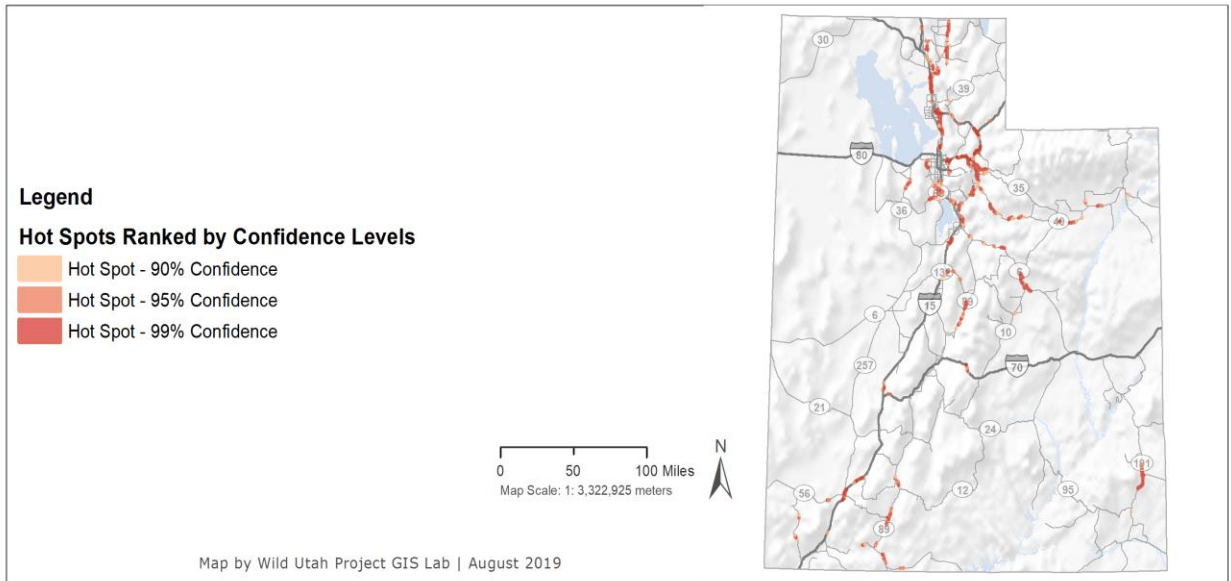 Legend
Hot Spots Ranked by Confidence Levels
Hot Spot - 90% Confidence
Hot Spot - 95% Confidence
Hot Spot - 99% Confidence
0 50 100 Miles
Map Scale: 1: 3,322,925 meters
N
Map by Wild Utah Project GIS Lab | August 2019
30
39
80
35
36
40
132
6
89
15
6
10
257
70
21
24
191
56
12
95
89